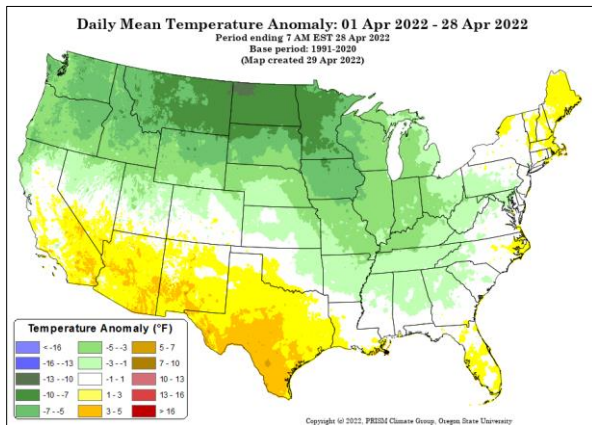 Daily Mean Temperature Anomaly: 01 Apr 2022 - 28 Apr 2022
Period ending 7 AM EST 28 Apr 2022
Base period: 1991-2020
(Map created 29 Apr 2022)
Temperature Anomaly (°F)
< -16 -5 - -3 5 - 7
-16 - -13 -3 - -1 7 - 10
-13 - -10 -1 - 1 10 - 13
-10 - -7 1 - 3 13 - 16
-7 - -5 3 - 5 > 16
Copyright (c) 2022, PRISM Climate Group, Oregon State University